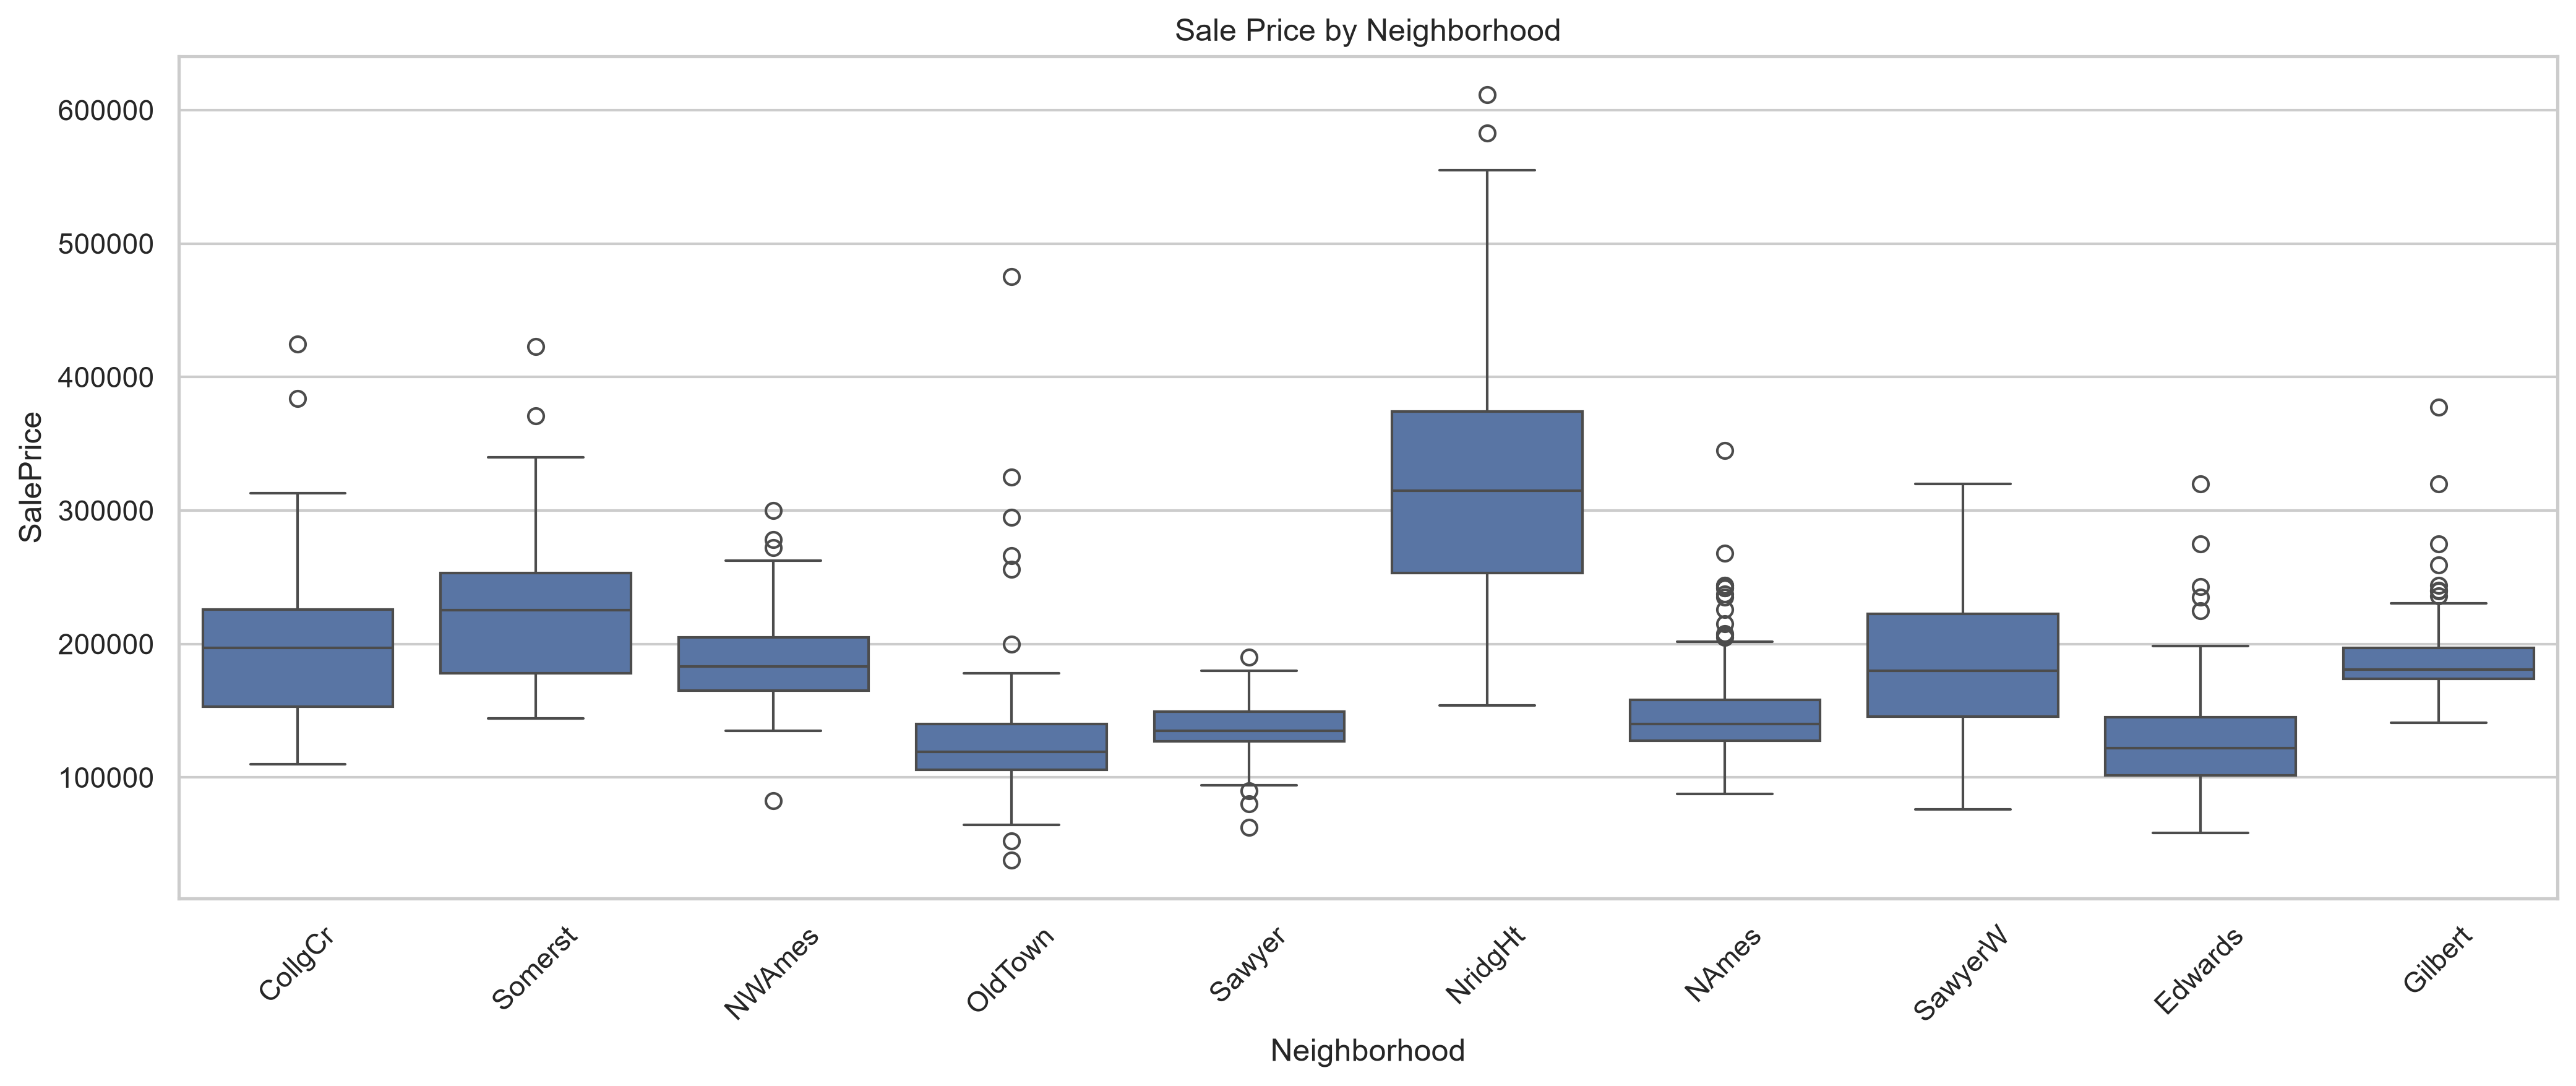 Sale Price by Neighborhood
SalePrice
600000
500000
400000
300000
200000
100000
CollgCr
Somerst
NWAmes
OldTown
Sawyer
NridgHt
NAmes
SawyerW
Edwards
Gilbert
Neighborhood